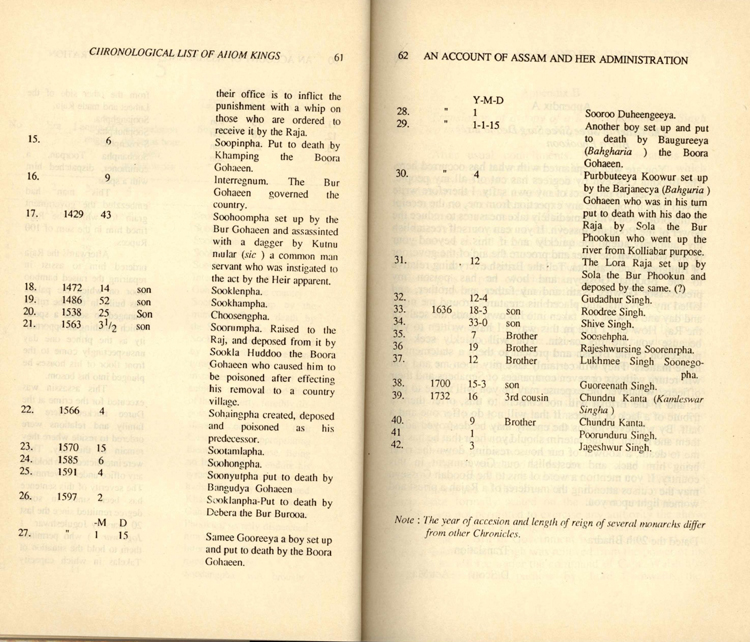 CHRONOLOGICAL LIST OF AHOM KINGS 61
their office is to inflict the
punishment with a whip on
those who are ordered to
receive it by the Raja.
15. 6 Soopinpha. Put to death by
Khamping the Boora
Gohaeen.
16. 9 Interregnum. The Bur
Gohaeen governed the
country.
17. 1429 43 Soohoompha set up by the
Bur Gohaeen and assassinted
with a dagger by Kutnu
mular (sic) a common man
servant who was instigated to
the act by the Heir apparent.
18. 1472 14 son Sooklenpha.
19. 1486 52 son Sookhampha.
20. 1538 25 Son Choosengpha.
21. 1563 3 1/2 son Soorumpha. Raised to the
Raj, and deposed from it by
Sookla Huddoo the Boora
Gohaeen who caused him to
be poisoned after effecting
his removal to a country
village.
22. 1566 4 Sohaingpha created, deposed
and poisoned as his
predecessor.
23. 1570 15 Sootamlapha.
24. 1585 6 Soohongpha.
25. 1591 4 Soonyutpha put to death by
Bangudya Gohaeen
26. 1597 2 Sooklanpha-Put to death by
Debera the Bur Burooa.
-M D
27. " 1 15 Samee Gooreeya a boy set up
and put to death by the Boora
Gohaeen.
62 AN ACCOUNT OF ASSAM AND HER ADMINISTRATION
Y-M-D
28. " 1 Sooroo Duheengeeya.
29. " 1-1-15 Another boy set up and put
to death by Baugureeya
(Bahgharia ) the Boora
Gohaeen.
30. " 4 Purbbuteeya Koowur set up
by the Barjanecya (Bahguria )
Gohaeen who was in his turn
put to death with his dao the
Raja by Sola the Bur
Phookun who went up the
river from Kolliabar purpose.
31. 12 The Lora Raja set up by
Sola the Bur Phookun and
deposed by the same. (?)
32. 12-4 Gudadhur Singh.
33. 1636 18-3 son Roodree Singh.
34. 33-0 son Shive Singh.
35. 7 Brother Soonehpha.
36 19 Brother Rajeshwursing Soorenrpha.
37. 12 Brother Lukhmee Singh Soonego-
pha.
38. 1700 15-3 son Guoreenath Singh.
39. 1732 16 3rd cousin Chundru Kanta (Kamleswar
Singha )
40. 9 Brother Chundru Kanta.
41 1 Poorunduru Singh.
42. 3 Jageshwur Singh.
Note : The year of accesion and length of reign of several monarchs differ
from other Chronicles.